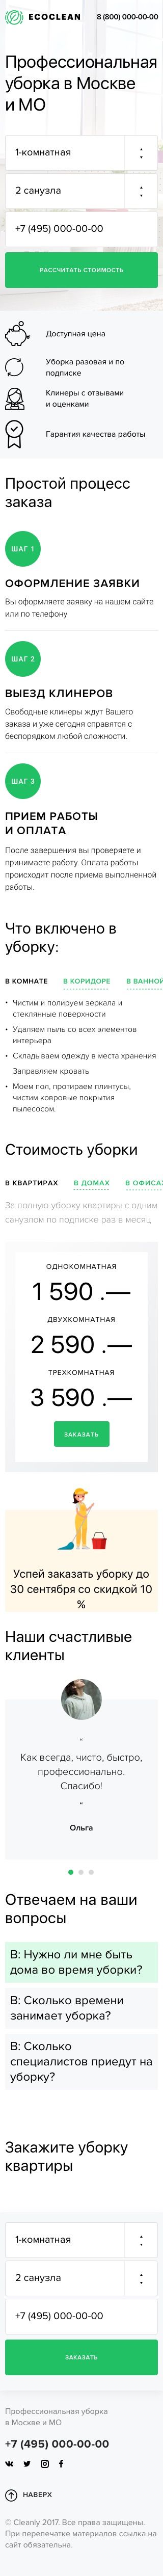 ECOCLEAN
8 (800) 000-00-00
Профессиональная
уборка в Москве
и МО
1-комнатная
2 санузла
+7 (495) 000-00-00
РАССЧИТАТЬ СТОИМОСТЬ
Доступная цена
Уборка разовая и по
подписке
Клинеры с отзывами
и оценками
Гарантия качества работы
Простой процесс
заказа
ШАГ 1
ОФОРМЛЕНИЕ ЗАЯВКИ
Вы оформляете заявку на нашем сайте
или по телефону
ШАГ 2
ВЫЕЗД КЛИНЕРОВ
Свободные клинеры ждут Вашего
заказа и уже сегодня справятся с
беспорядком любой сложности.
ШАГ 3
ПРИЕМ РАБОТЫ
И ОПЛАТА
После завершения вы проверяете и
принимаете работу. Оплата работы
происходит после приема выполненной
работы.
Что включено в
уборку:
В КОМНАТЕ
В КОРИДОРЕ
В ВАННОЙ
• Чистим и полируем зеркала и
стеклянные поверхности
• Удаляем пыль со всех элементов
интерьера
• Складываем одежду в места хранения
Заправляем кровать
• Моем пол, протираем плинтусы,
чистим ковровые покрытия
пылесосом.
Стоимость уборки
В КВАРТИРАХ
В ДОМАХ
В ОФИСАХ
За полную уборку квартиры с одним
санузлом по подписке раз в месяц
ОДНОКОМНАТНАЯ
1 590 .—
ДВУХКОМНАТНАЯ
2 590 .—
ТРЕХКОМНАТНАЯ
3 590 .—
ЗАКАЗАТЬ
Успей заказать уборку до
30 сентября со скидкой 10
%
Наши счастливые
клиенты
“
Как всегда, чисто, быстро,
профессионально.
Спасибо!
”
Ольга
Отвечаем на ваши
вопросы
В: Нужно ли мне быть
дома во время уборки?
В: Сколько времени
занимает уборка?
В: Сколько
специалистов приедут на
уборку?
Закажите уборку
квартиры
1-комнатная
2 санузла
+7 (495) 000-00-00
ЗАКАЗАТЬ
Профессиональная уборка
в Москве и МО
+7 (495) 000-00-00
НАВЕРХ
© Cleanly 2017. Все права защищены.
При перепечатке материалов ссылка на
сайт обязательна.